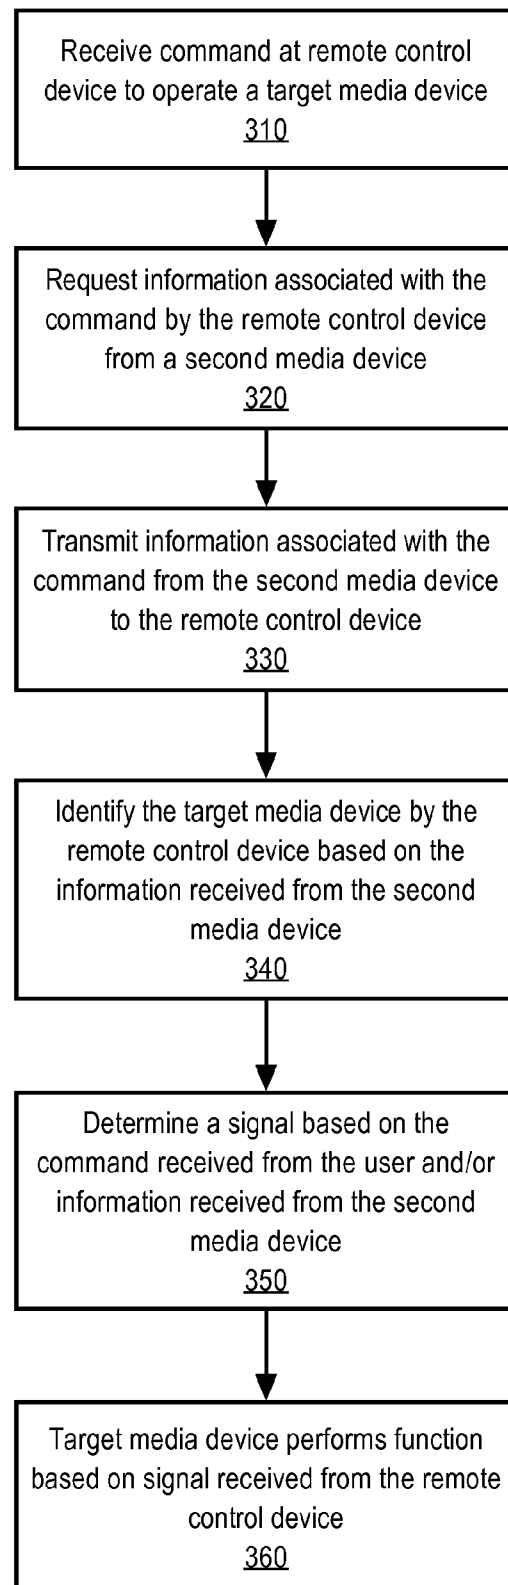 Receive command at remote control
device to operate a target media device
310
Request information associated with the
command by the remote control device
from a second media device
320
Transmit information associated with the
command from the second media device
to the remote control device
330
Identify the target media device by the
remote control device based on the
information received from the second
media device
340
Determine a signal based on the
command received from the user and/or
information received from the second
media device
350
Target media device performs function
based on signal received from the remote
control device
360